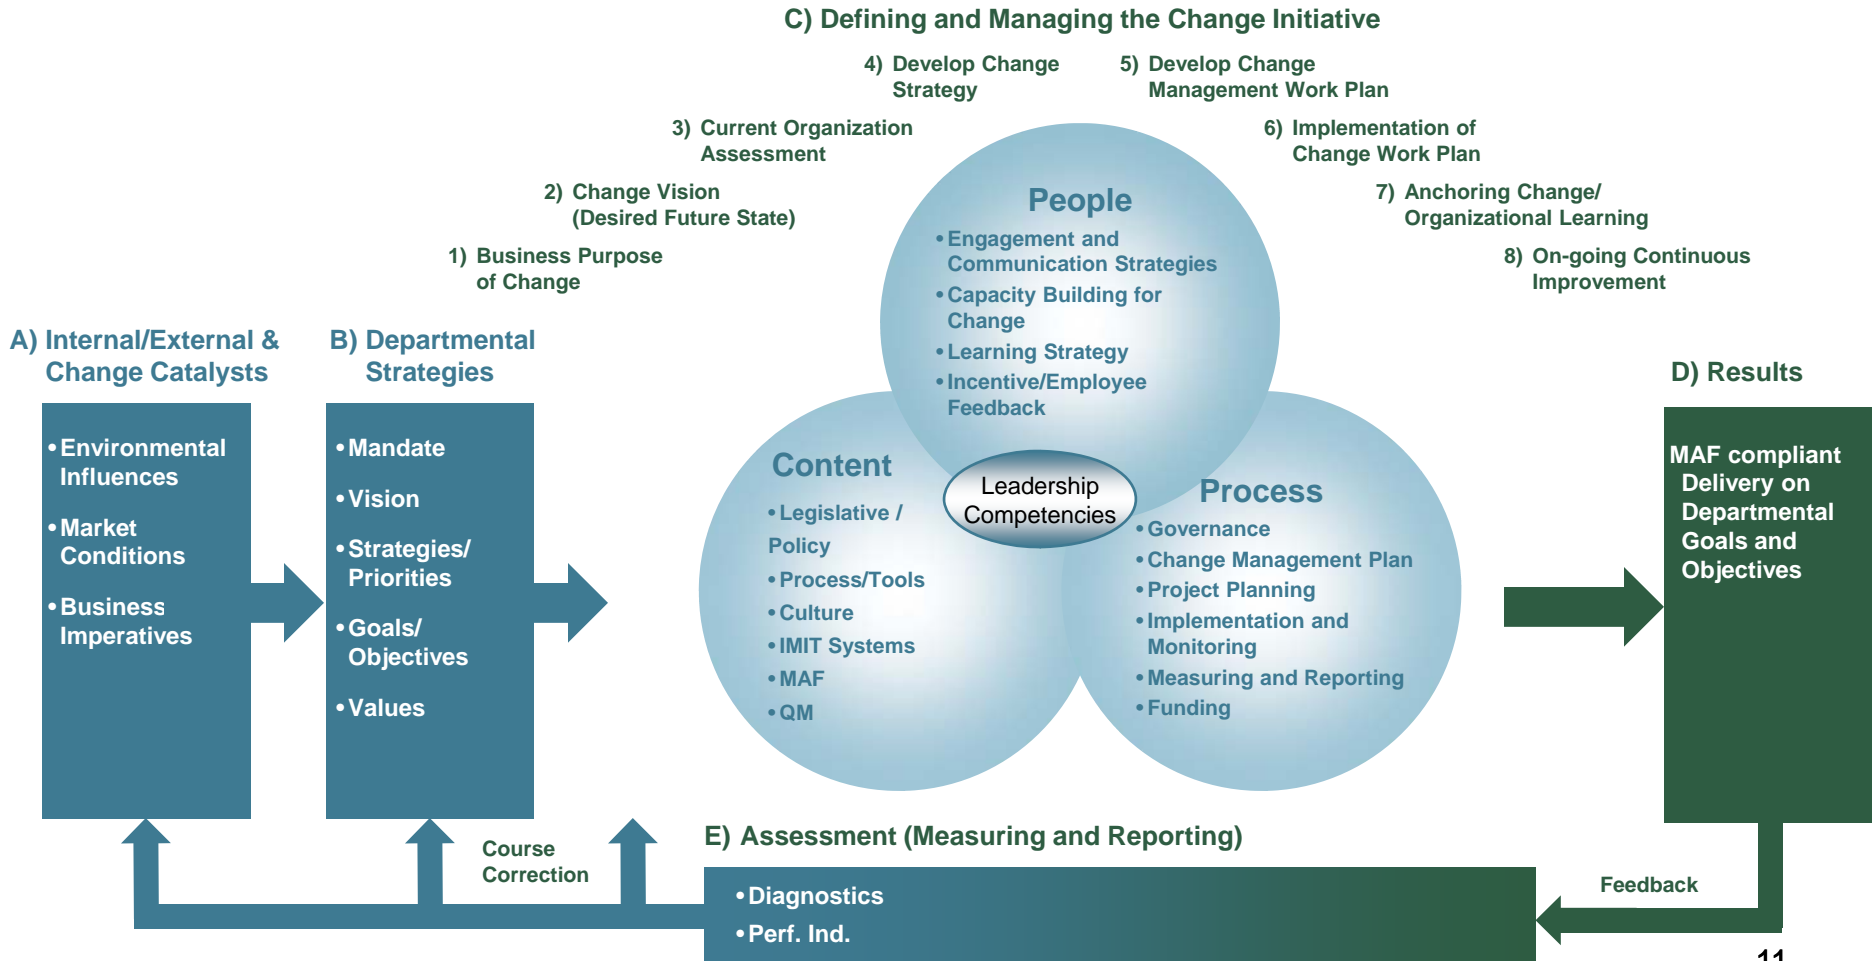 C) Defining and Managing the Change Initiative
4) Develop Change
Strategy
5) Develop Change
Management Work Plan
3) Current Organization
Assessment
6) Implementation of
Change Work Plan
2) Change Vision
(Desired Future State)
7) Anchoring Change/
Organizational Learning
1) Business Purpose
of Change
8) On-going Continuous
Improvement
A) Internal/External &
Change Catalysts
• Environmental
Influences
• Market
Conditions
• Business
Imperatives
B) Departmental
Strategies
• Mandate
• Vision
• Strategies/
Priorities
• Goals/
Objectives
• Values
People
• Engagement and
Communication Strategies
• Capacity Building for
Change
• Learning Strategy
• Incentive/Employee
Feedback
Content
• Legislative /
Policy
• Process/Tools
• Culture
• IMIT Systems
• MAF
• QM
Leadership
Competencies
Process
• Governance
• Change Management Plan
• Project Planning
• Implementation and
Monitoring
• Measuring and Reporting
• Funding
D) Results
MAF compliant
Delivery on
Departmental
Goals and
Objectives
E) Assessment (Measuring and Reporting)
• Diagnostics
• Perf. Ind.
Course
Correction
Feedback
11